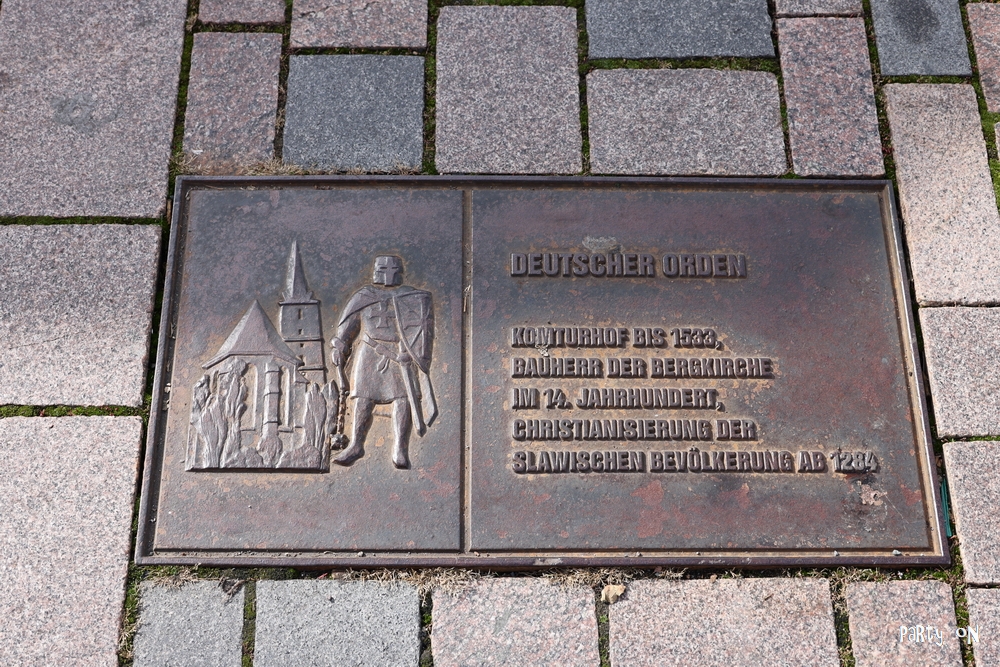 DEUTSCHER ORDEN
KOMTURHOF BIS 1533,
BAUHERR DER BERGKIRCHE
IM 14. JAHRHUNDERT,
CHRISTIANISIERUNG DER
SLAWISCHEN BEVÖLKERUNG AB 1284
PaRTy ON